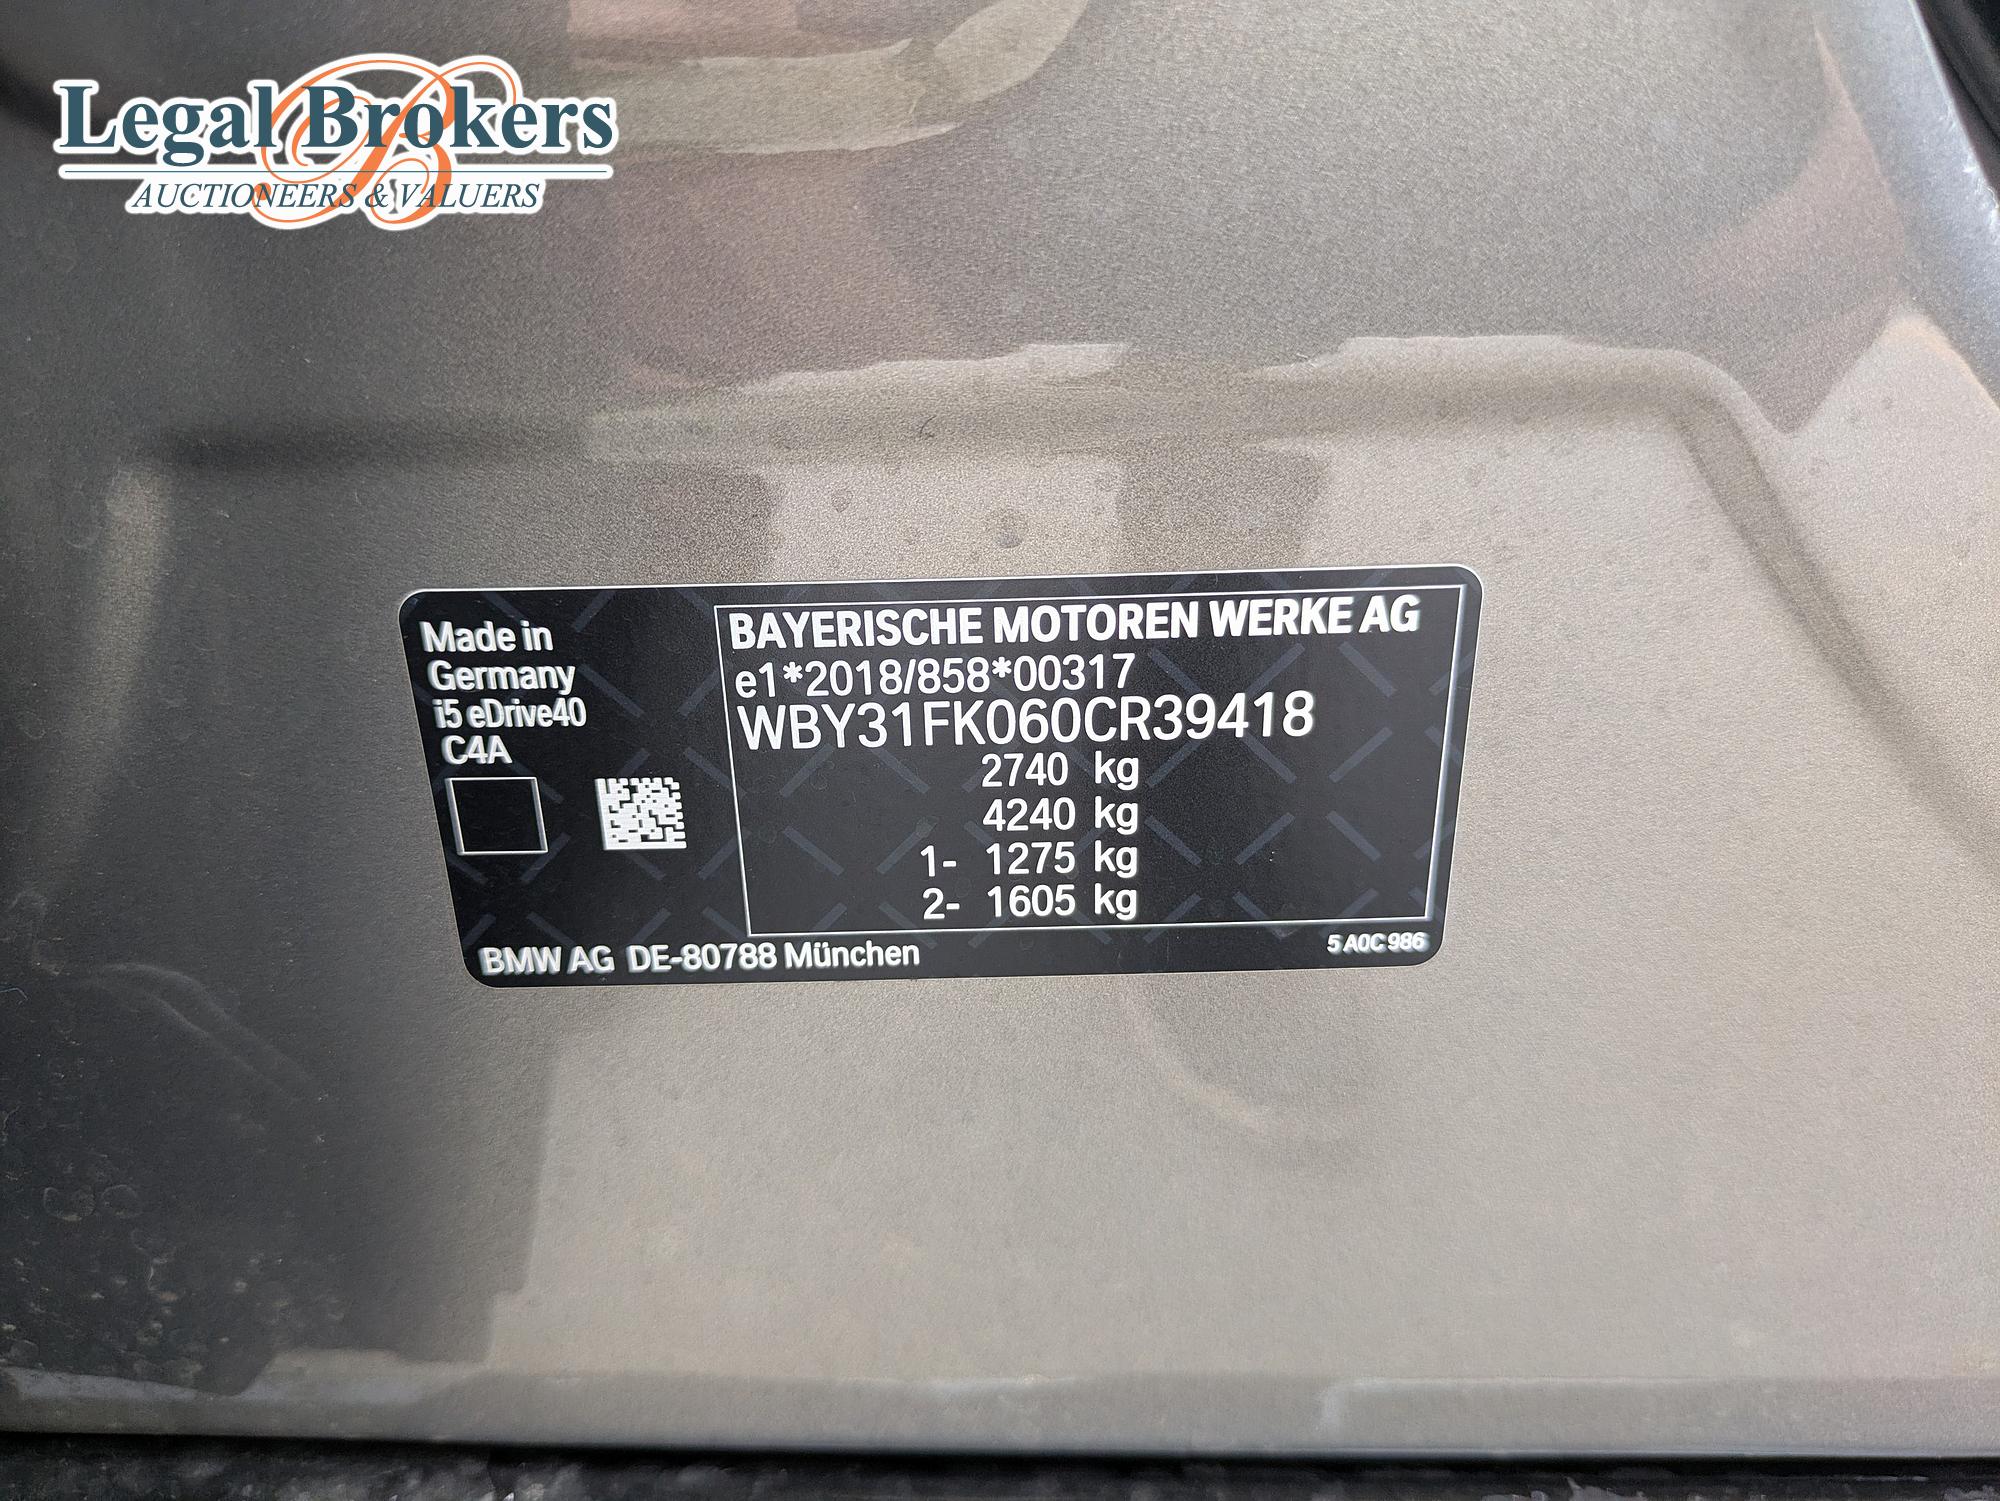 Legal Brokers
AUCTIONEERS & VALUERS
Made in
Germany
i5 eDrive40
C4A
BAYERISCHE MOTOREN WERKE AG
e1*2018/858*00317
WBY31FK060CR39418
2740 kg
4240 kg
1- 1275 kg
2- 1605 kg
BMW AG DE-80788 München
5 A0C 986